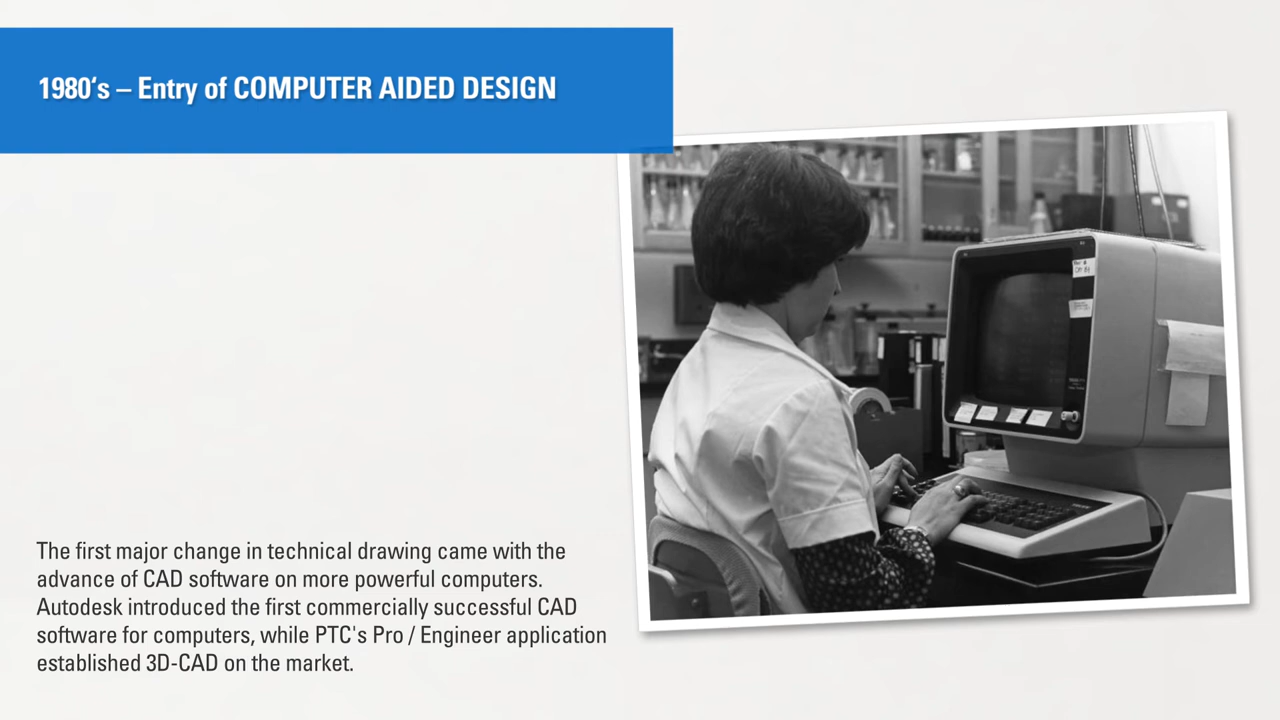 1980‘s – Entry of COMPUTER AIDED DESIGN
The first major change in technical drawing came with the
advance of CAD software on more powerful computers.
Autodesk introduced the first commercially successful CAD
software for computers, while PTC's Pro / Engineer application
established 3D-CAD on the market.